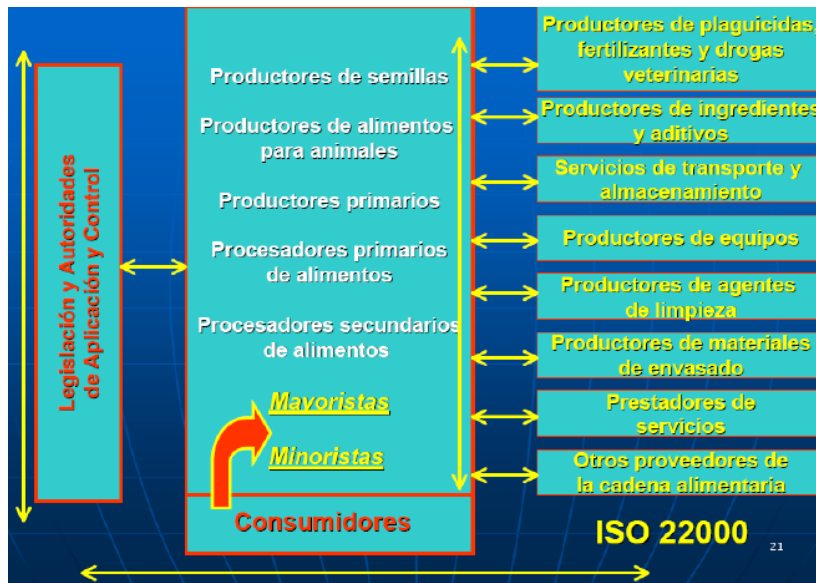 Legislación y Autoridades
de Aplicación y Control
Productores de semillas
Productores de alimentos
para animales
Productores primarios
Procesadores primarios
de alimentos
Procesadores secundarios
de alimentos
Mayoristas
Minoristas
Consumidores
Productores de plaguicidas,
fertilizantes y drogas
veterinarias
Productores de ingredientes
y aditivos
Servicios de transporte y
almacenamiento
Productores de equipos
Productores de agentes
de limpieza
Productores de materiales
de envasado
Prestadores de
servicios
Otros proveedores de
la cadena alimentaria
ISO 22000
21